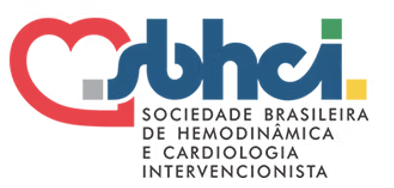 sbhci
SOCIEDADE BRASILEIRA
DE HEMODINÂMICA
E CARDIOLOGIA
INTERVENCIONISTA